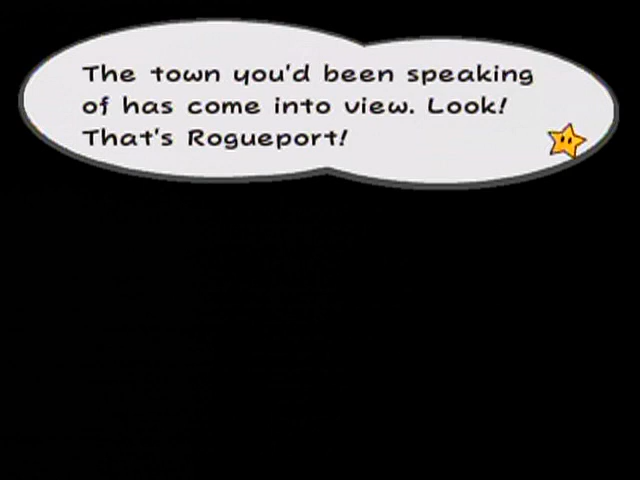 The town you'd been speaking
of has come into view. Look!
That's Rogueport!